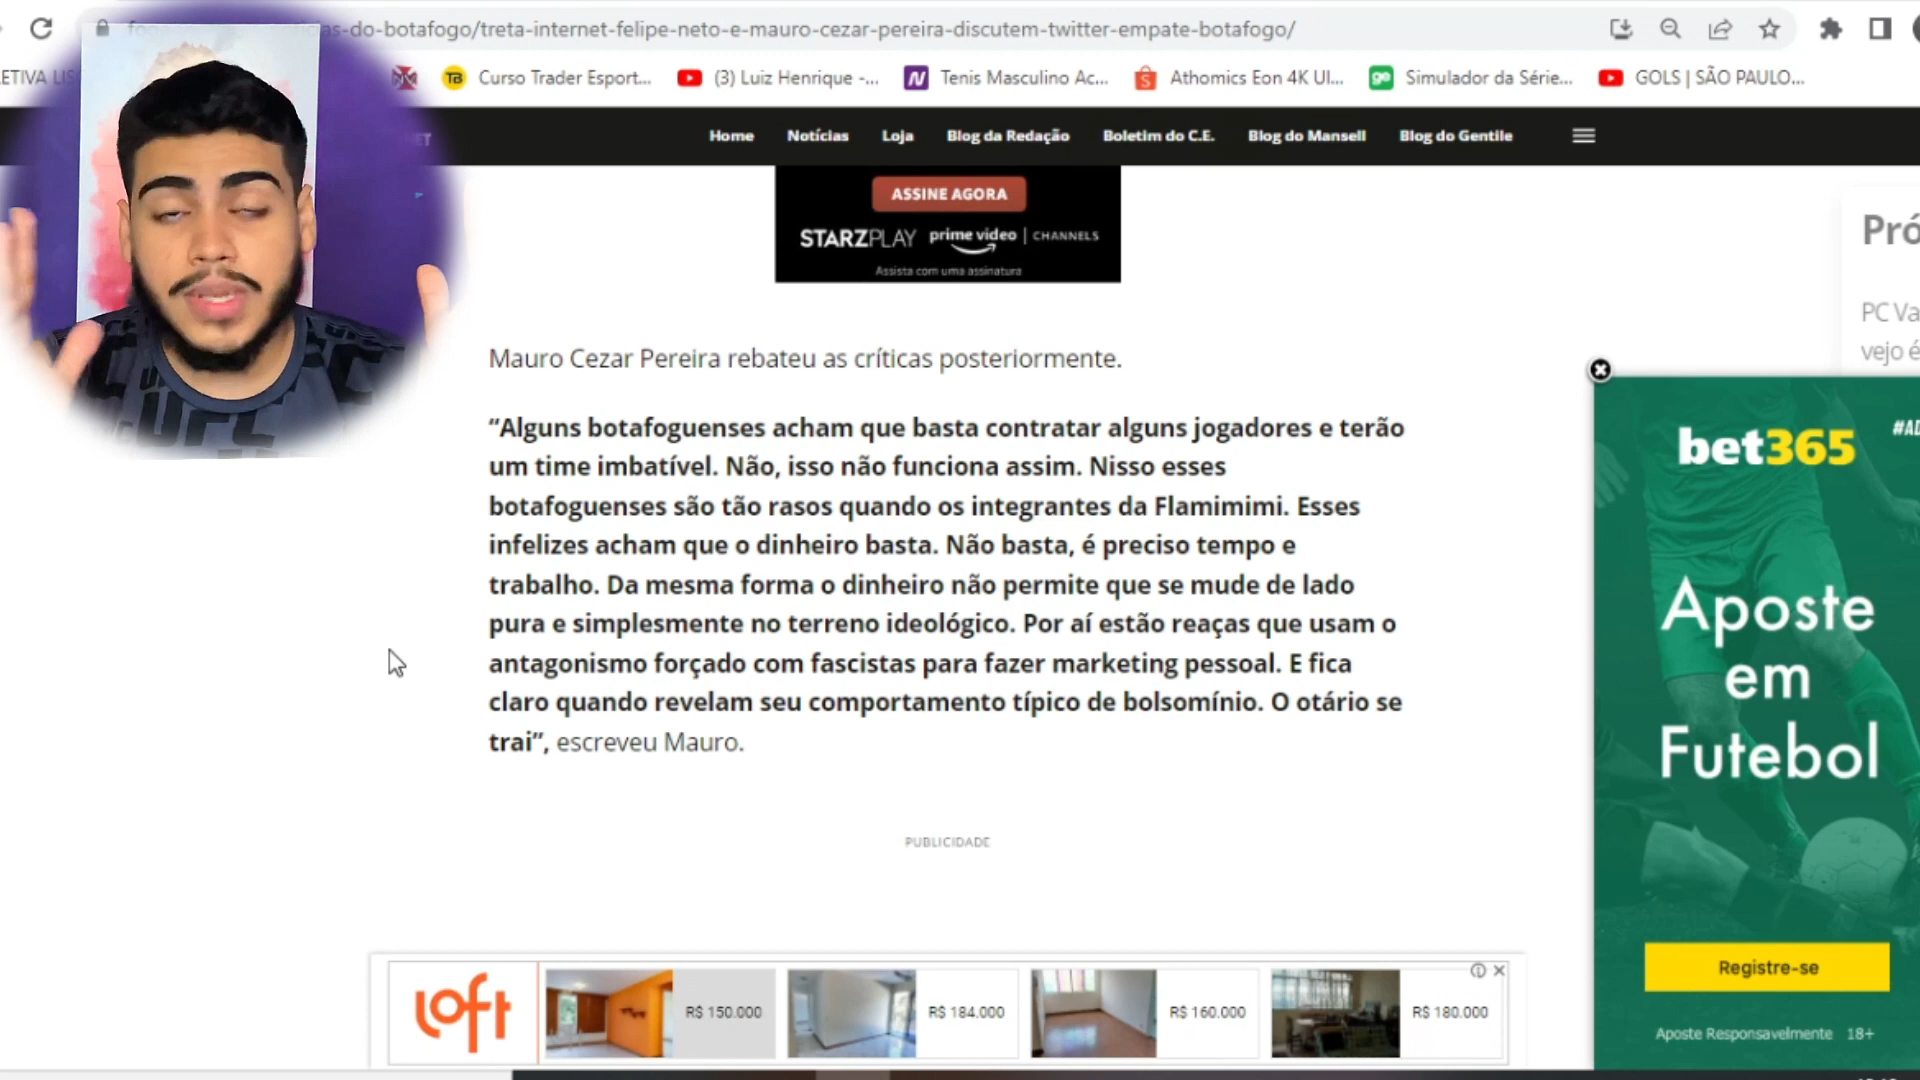 s-do-botafogo/treta-internet-felipe-neto-e-mauro-cezar-pereira-discutem-twitter-empate-botafogo/
TB Curso Trader Esport... (3) Luiz Henrique -... N Tenis Masculino Ac... Athomics Eon 4K Ul... go Simulador da Série... GOLS | SÃO PAULO...
Home Notícias Loja Blog da Redação Boletim do C.E. Blog do Mansell Blog do Gentile
ASSINE AGORA
STARZPLAY prime video | CHANNELS
Assista com uma assinatura
Mauro Cezar Pereira rebateu as críticas posteriormente.
“Alguns botafoguenses acham que basta contratar alguns jogadores e terão
um time imbatível. Não, isso não funciona assim. Nisso esses
botafoguenses são tão rasos quando os integrantes da Flamimimi. Esses
infelizes acham que o dinheiro basta. Não basta, é preciso tempo e
trabalho. Da mesma forma o dinheiro não permite que se mude de lado
pura e simplesmente no terreno ideológico. Por aí estão reaças que usam o
antagonismo forçado com fascistas para fazer marketing pessoal. E fica
claro quando revelam seu comportamento típico de bolsomínio. O otário se
trai”, escreveu Mauro.
PUBLICIDADE
Pró
PC Va
vejo é
#AD
bet365
Aposte
em
Futebol
Registre-se
Aposte Responsavelmente 18+
loft R$ 150.000 R$ 184.000 R$ 160.000 R$ 180.000